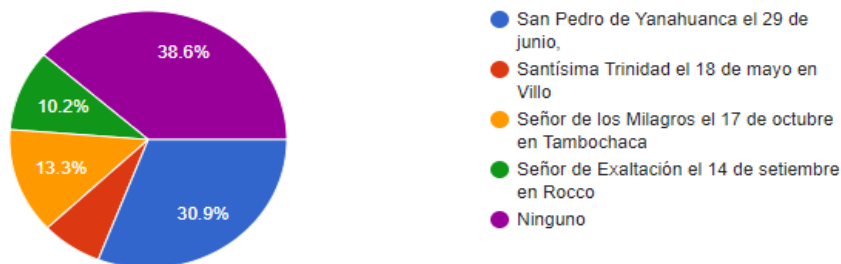 38.6%
10.2%
13.3%
30.9%
San Pedro de Yanahuanca el 29 de
junio,
Santísima Trinidad el 18 de mayo en
Villo
Señor de los Milagros el 17 de octubre
en Tambochaca
Señor de Exaltación el 14 de setiembre
en Rocco
Ninguno